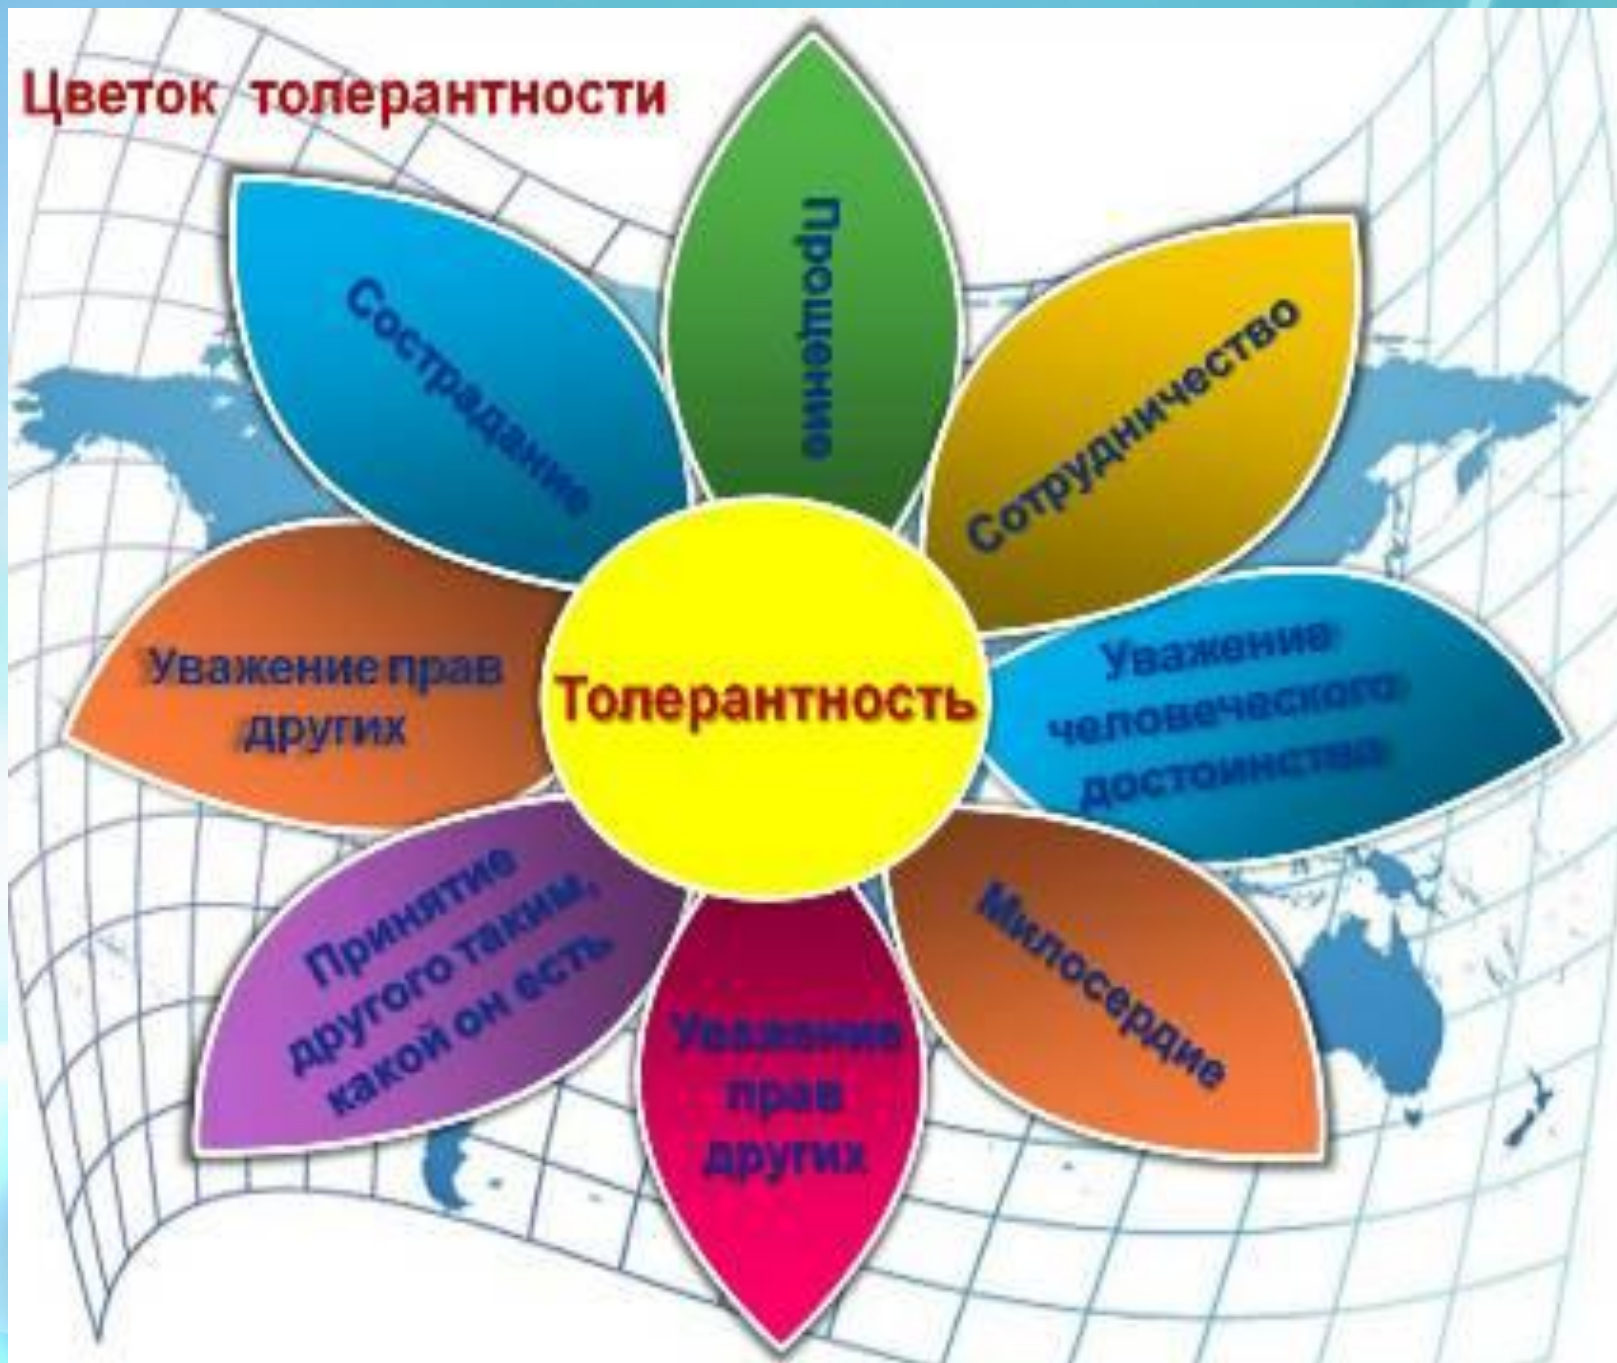 Цветок толерантности
Прощение
Сотрудничество
Уважение
человеческого
достоинства
Милосердие
Уважение
прав
других
Принятие
другого таким,
какой он есть
Уважение прав
других
Сострадание
Толерантность